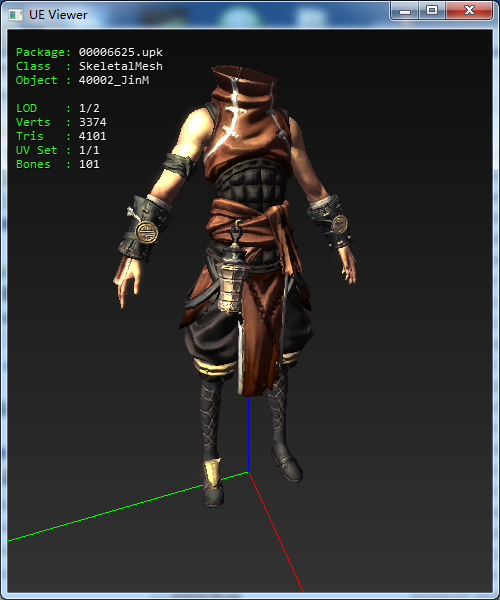 UE Viewer
Package: 00006625.upk
Class : SkeletalMesh
Object : 40002_JinM
LOD : 1/2
Verts : 3374
Tris : 4101
UV Set : 1/1
Bones : 101